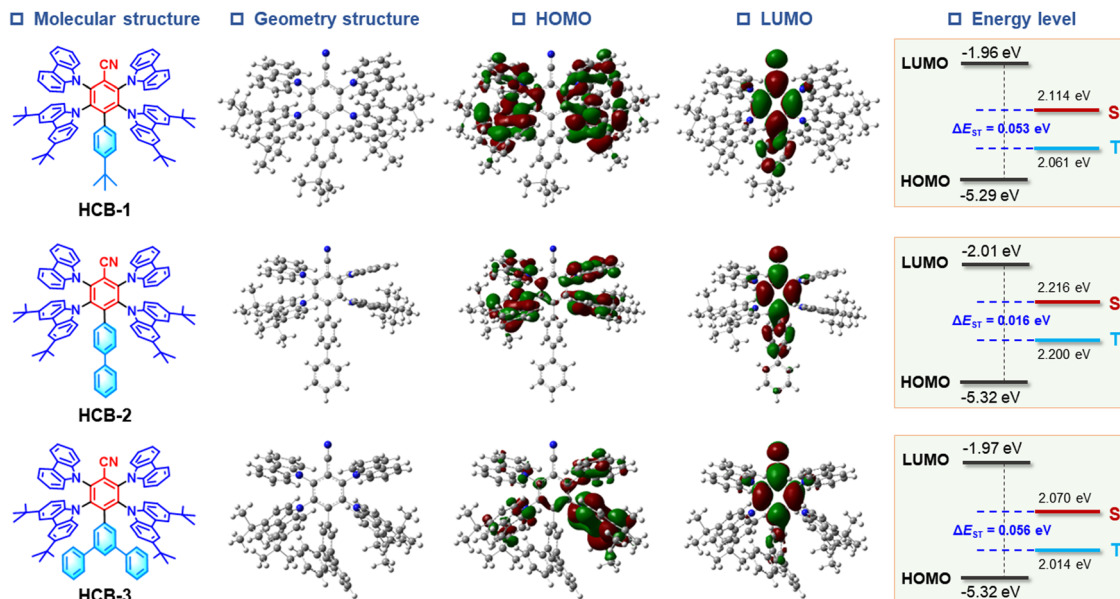 Molecular structure
Geometry structure
HOMO
LUMO
Energy level
CN
N
N
N
N
HCB-1
LUMO
-1.96 eV
2.114 eV
S
ΔEST = 0.053 eV
T
2.061 eV
HOMO
-5.29 eV
CN
N
N
N
N
HCB-2
LUMO
-2.01 eV
2.216 eV
S
ΔEST = 0.016 eV
T
2.200 eV
HOMO
-5.32 eV
CN
N
N
N
N
HCB-3
LUMO
-1.97 eV
2.070 eV
S
ΔEST = 0.056 eV
T
2.014 eV
HOMO
-5.32 eV